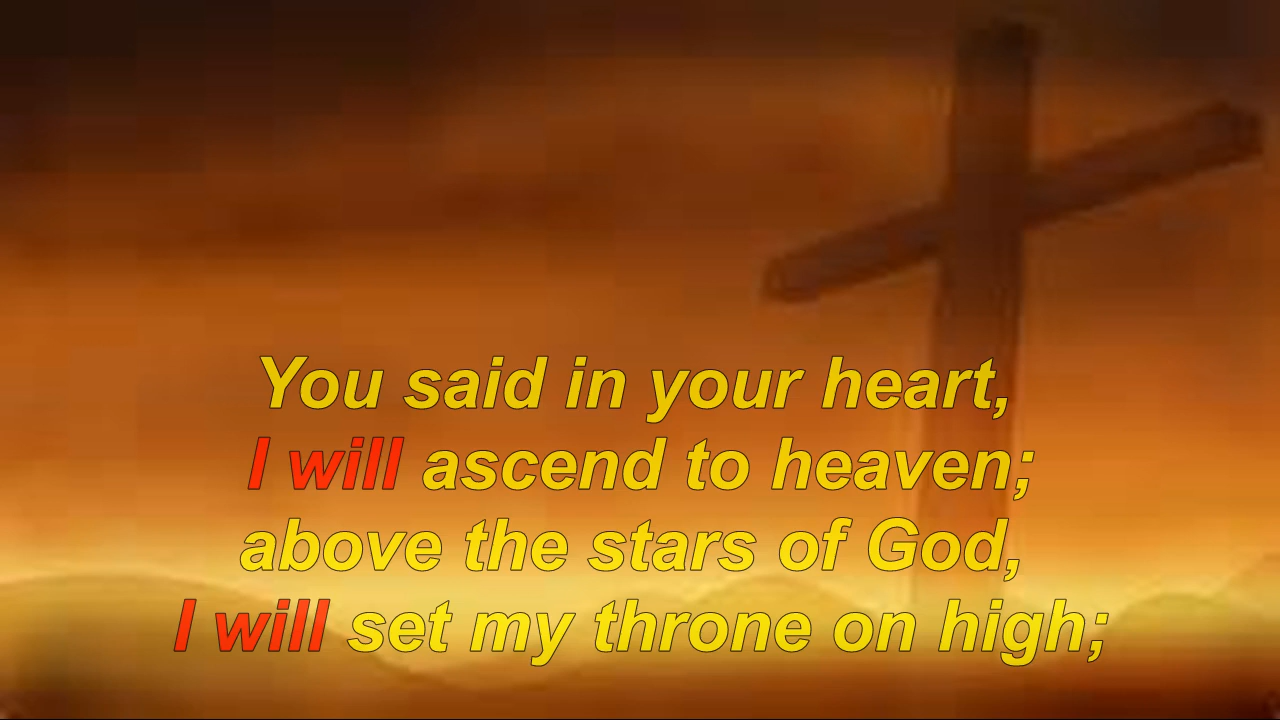 You said in your heart,
I will ascend to heaven;
above the stars of God,
I will set my throne on high;